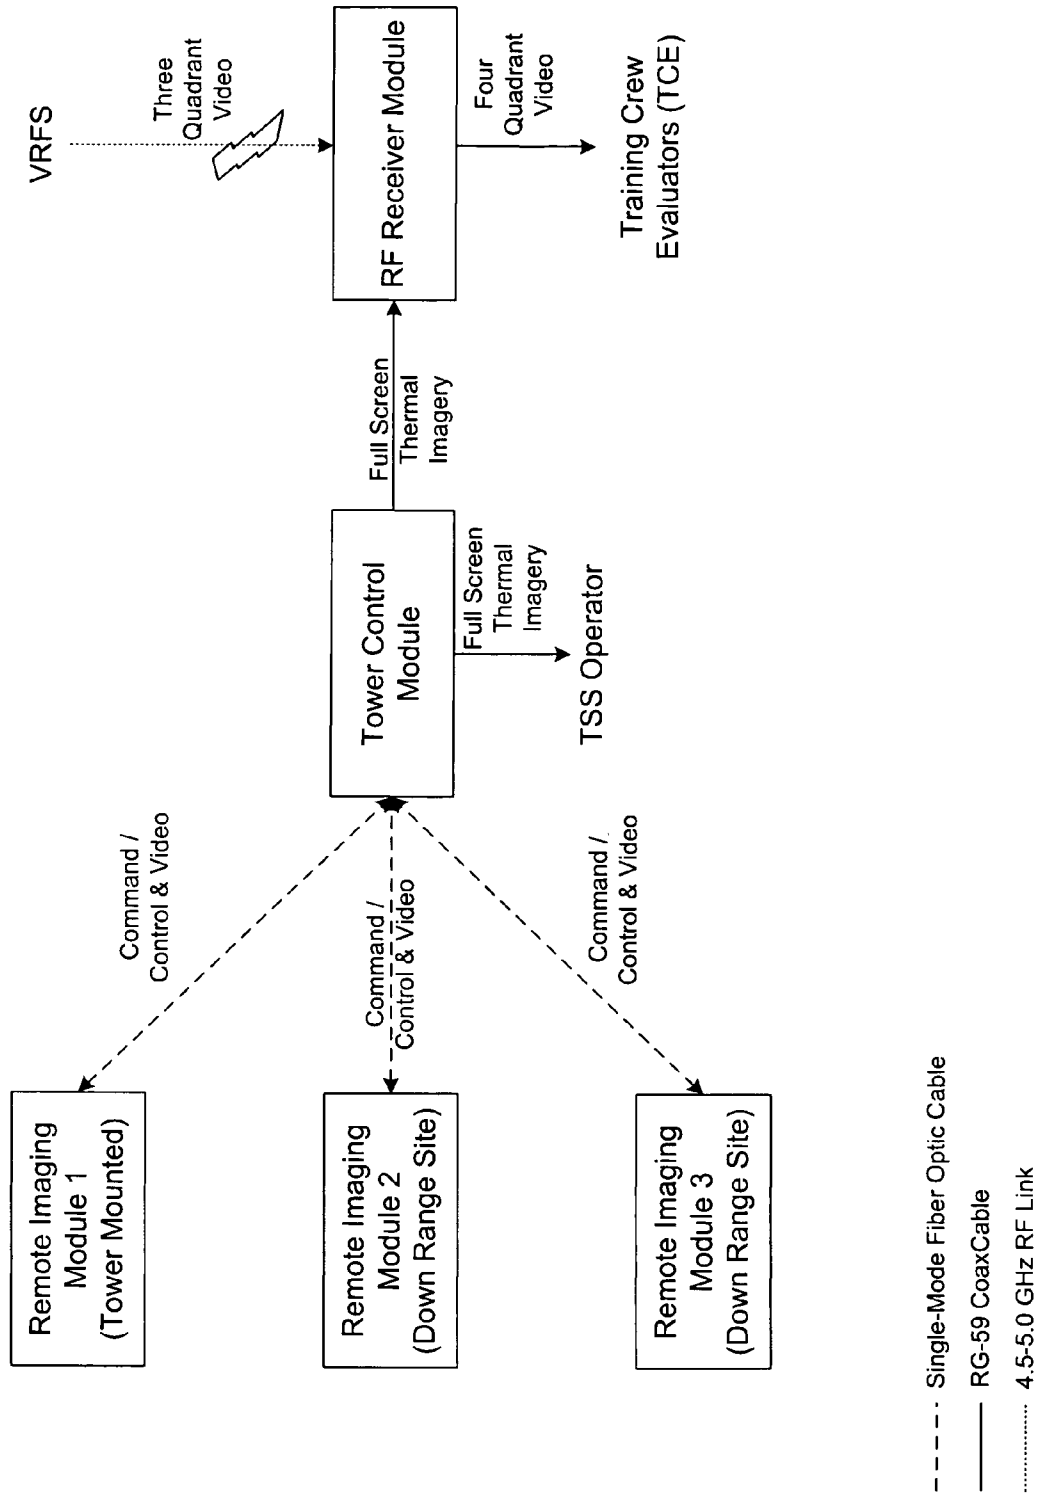 Remote Imaging
Module 1
(Tower Mounted)
Remote Imaging
Module 2
(Down Range Site)
Remote Imaging
Module 3
(Down Range Site)
Command /
Control & Video
Command /
Control & Video
Command /
Control & Video
Tower Control
Module
Full Screen
Thermal
Imagery
TSS Operator
Full Screen
Thermal
Imagery
VRFS
Three
Quadrant
Video
RF Receiver Module
Four
Quadrant
Video
Training Crew
Evaluators (TCE)
Single-Mode Fiber Optic Cable
RG-59 CoaxCable
4.5-5.0 GHz RF Link